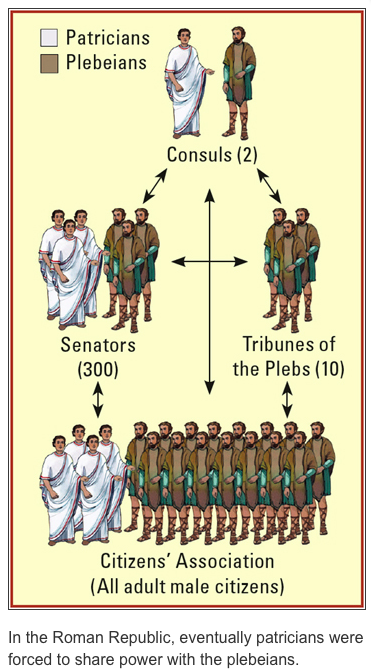 Patricians
Plebeians
Consuls (2)
Senators
(300)
Tribunes of
the Plebs (10)
Citizens' Association
(All adult male citizens)
In the Roman Republic, eventually patricians were
forced to share power with the plebeians.